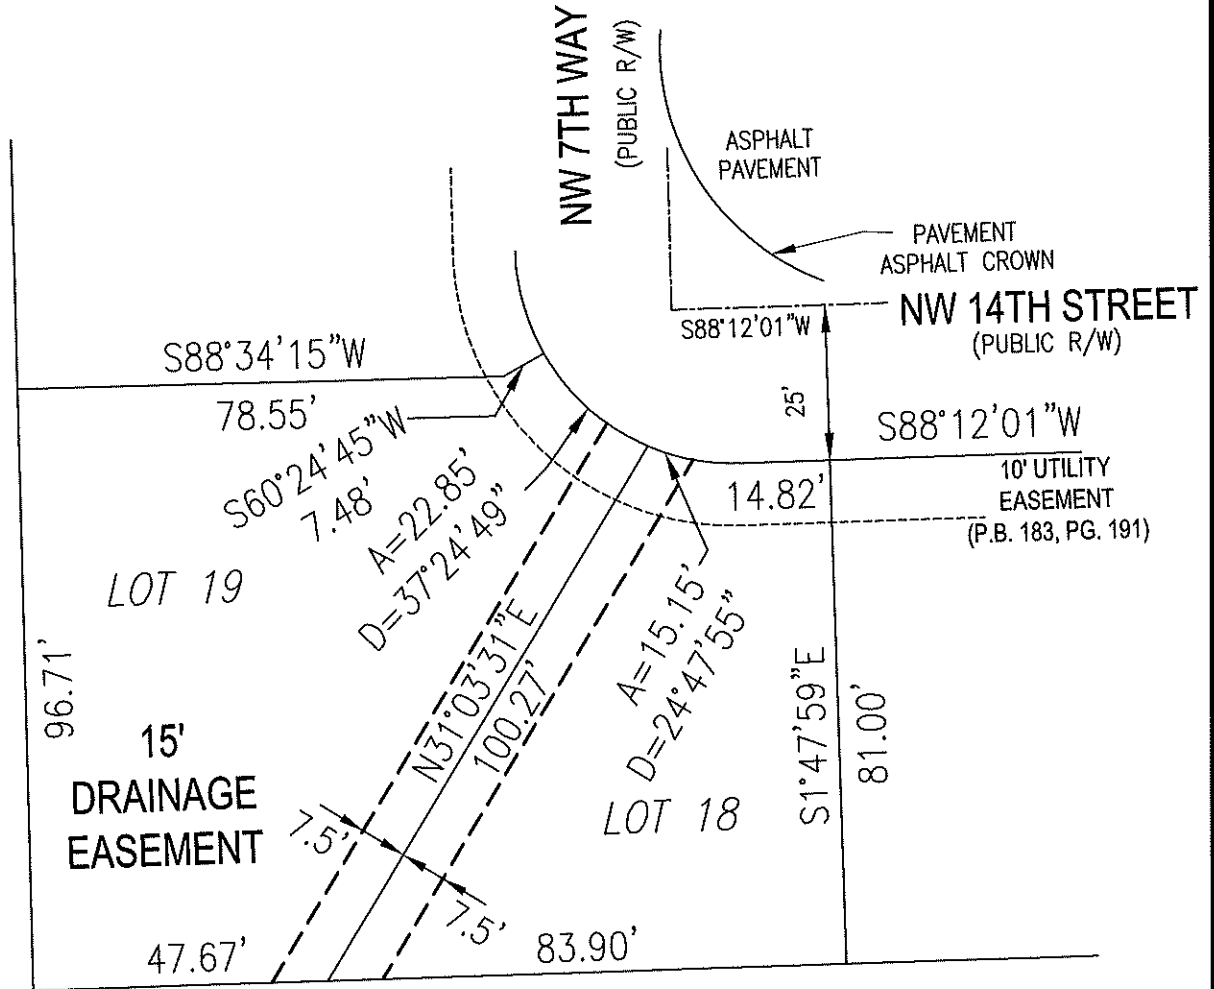 NW 7TH WAY
(PUBLIC R/W)
ASPHALT
PAVEMENT
PAVEMENT
ASPHALT CROWN
NW 14TH STREET
(PUBLIC R/W)
S88°12'01"W
25'
S88°34'15"W
78.55'
S60°24'45"W
7.48'
A=22.85'
D=37°24'49"
S88°12'01"W
14.82'
10' UTILITY
EASEMENT
(P.B. 183, PG. 191)
LOT 19
96.71'
N31°03'31"E
100.27'
A=15.15'
D=24°47'55"
S1°47'59"E
81.00'
15'
DRAINAGE
EASEMENT
LOT 18
7.5'
7.5'
47.67'
83.90'